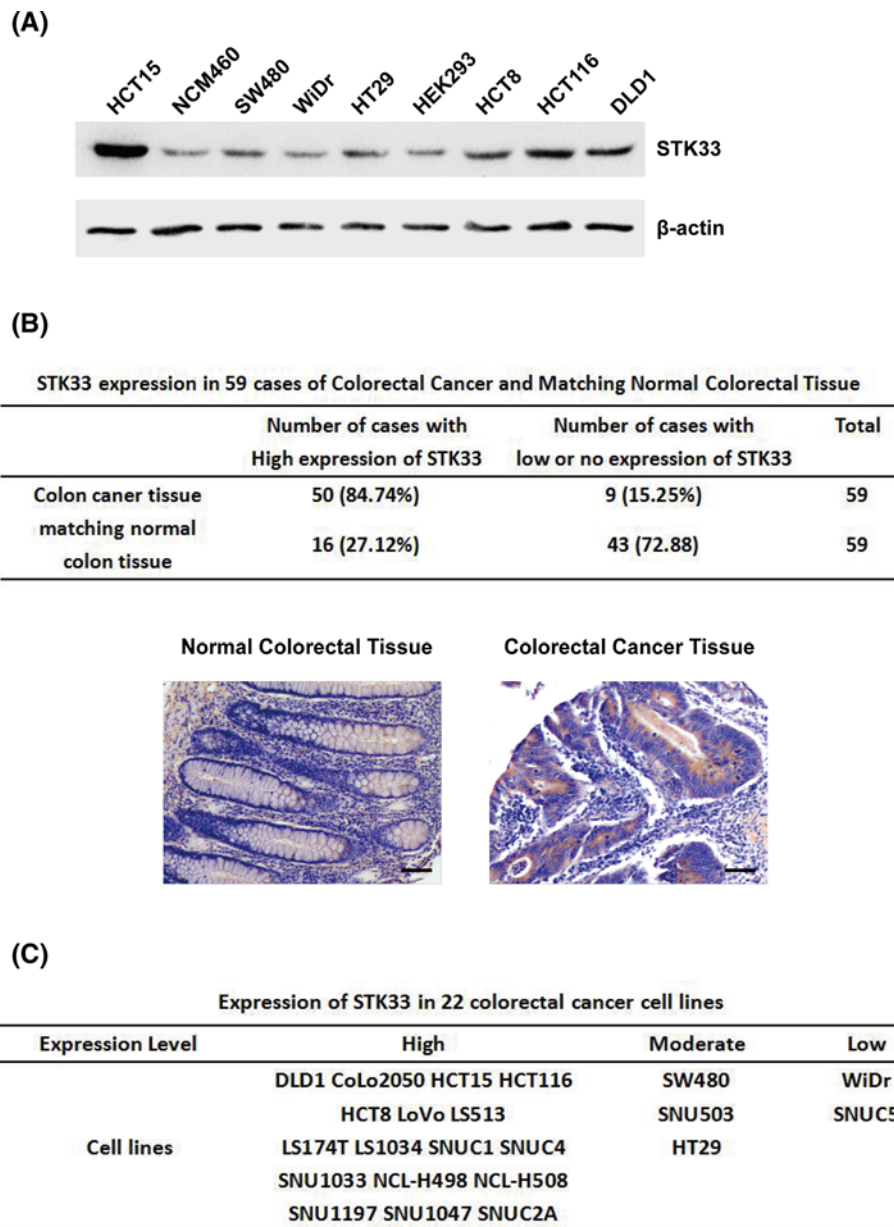 (A)
HCT15 NCM460 SW480 WiDr HT29 HEK293 HCT8 HCT116 DLD1
STK33
β-actin
(B)
STK33 expression in 59 cases of Colorectal Cancer and Matching Normal Colorectal Tissue
Number of cases with Number of cases with Total
High expression of STK33 low or no expression of STK33
Colon caner tissue 50 (84.74%) 9 (15.25%) 59
matching normal
colon tissue 16 (27.12%) 43 (72.88) 59
Normal Colorectal Tissue Colorectal Cancer Tissue
(C)
Expression of STK33 in 22 colorectal cancer cell lines
Expression Level High Moderate Low
DLD1 CoLo2050 HCT15 HCT116 SW480 WiDr
HCT8 LoVo LS513 SNU503 SNUC5
Cell lines LS174T LS1034 SNUC1 SNUC4 HT29
SNU1033 NCL-H498 NCL-H508
SNU1197 SNU1047 SNUC2A